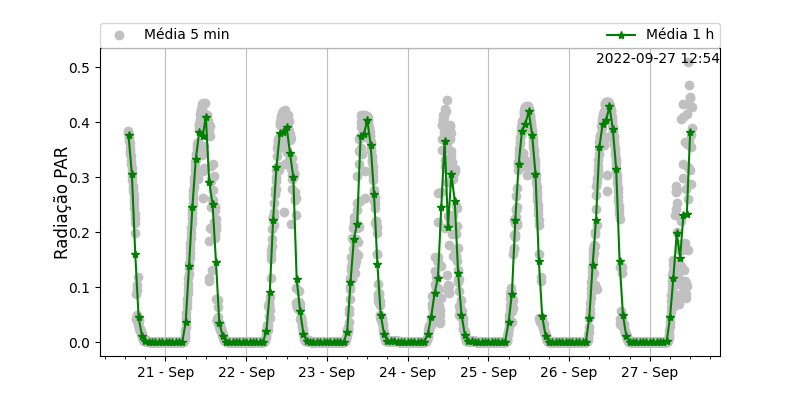 Média 5 min
Média 1 h
2022-09-27 12:54
Radiação PAR
0.5
0.4
0.3
0.2
0.1
0.0
21 - Sep
22 - Sep
23 - Sep
24 - Sep
25 - Sep
26 - Sep
27 - Sep